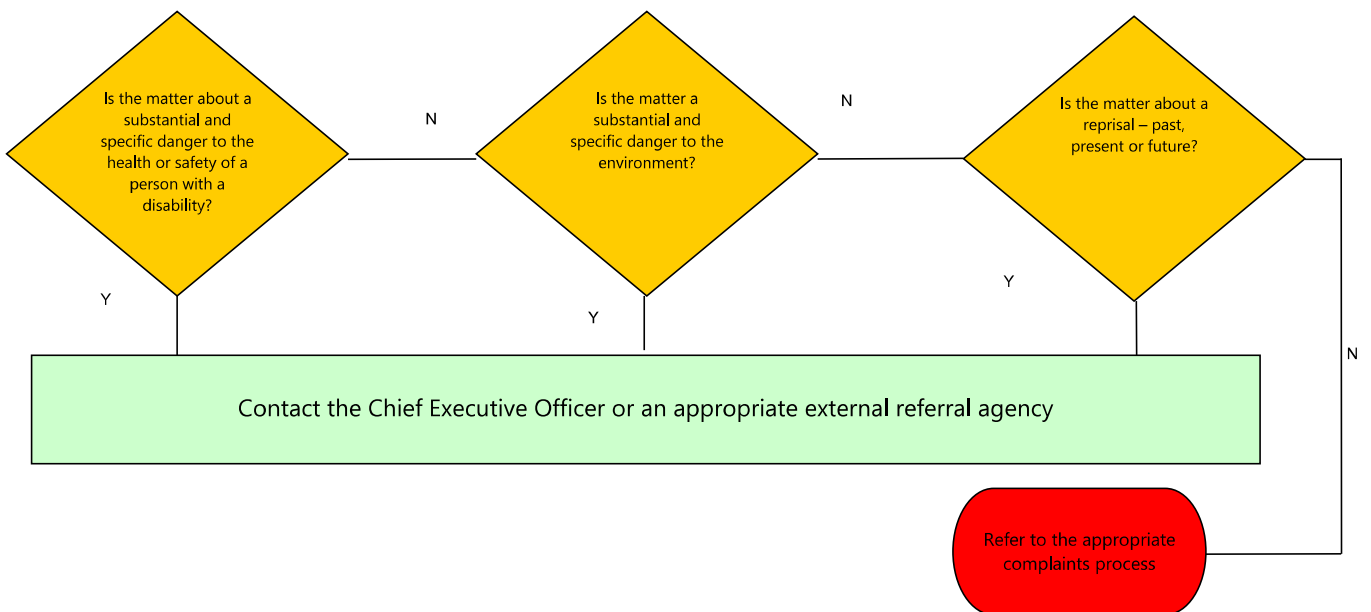 Is the matter about a
substantial and
specific danger to the
health or safety of a
person with a
disability?
N
Is the matter a
substantial and
specific danger to the
environment?
N
Is the matter about a
reprisal – past,
present or future?
Y
Y
Y
N
Contact the Chief Executive Officer or an appropriate external referral agency
Refer to the appropriate
complaints process